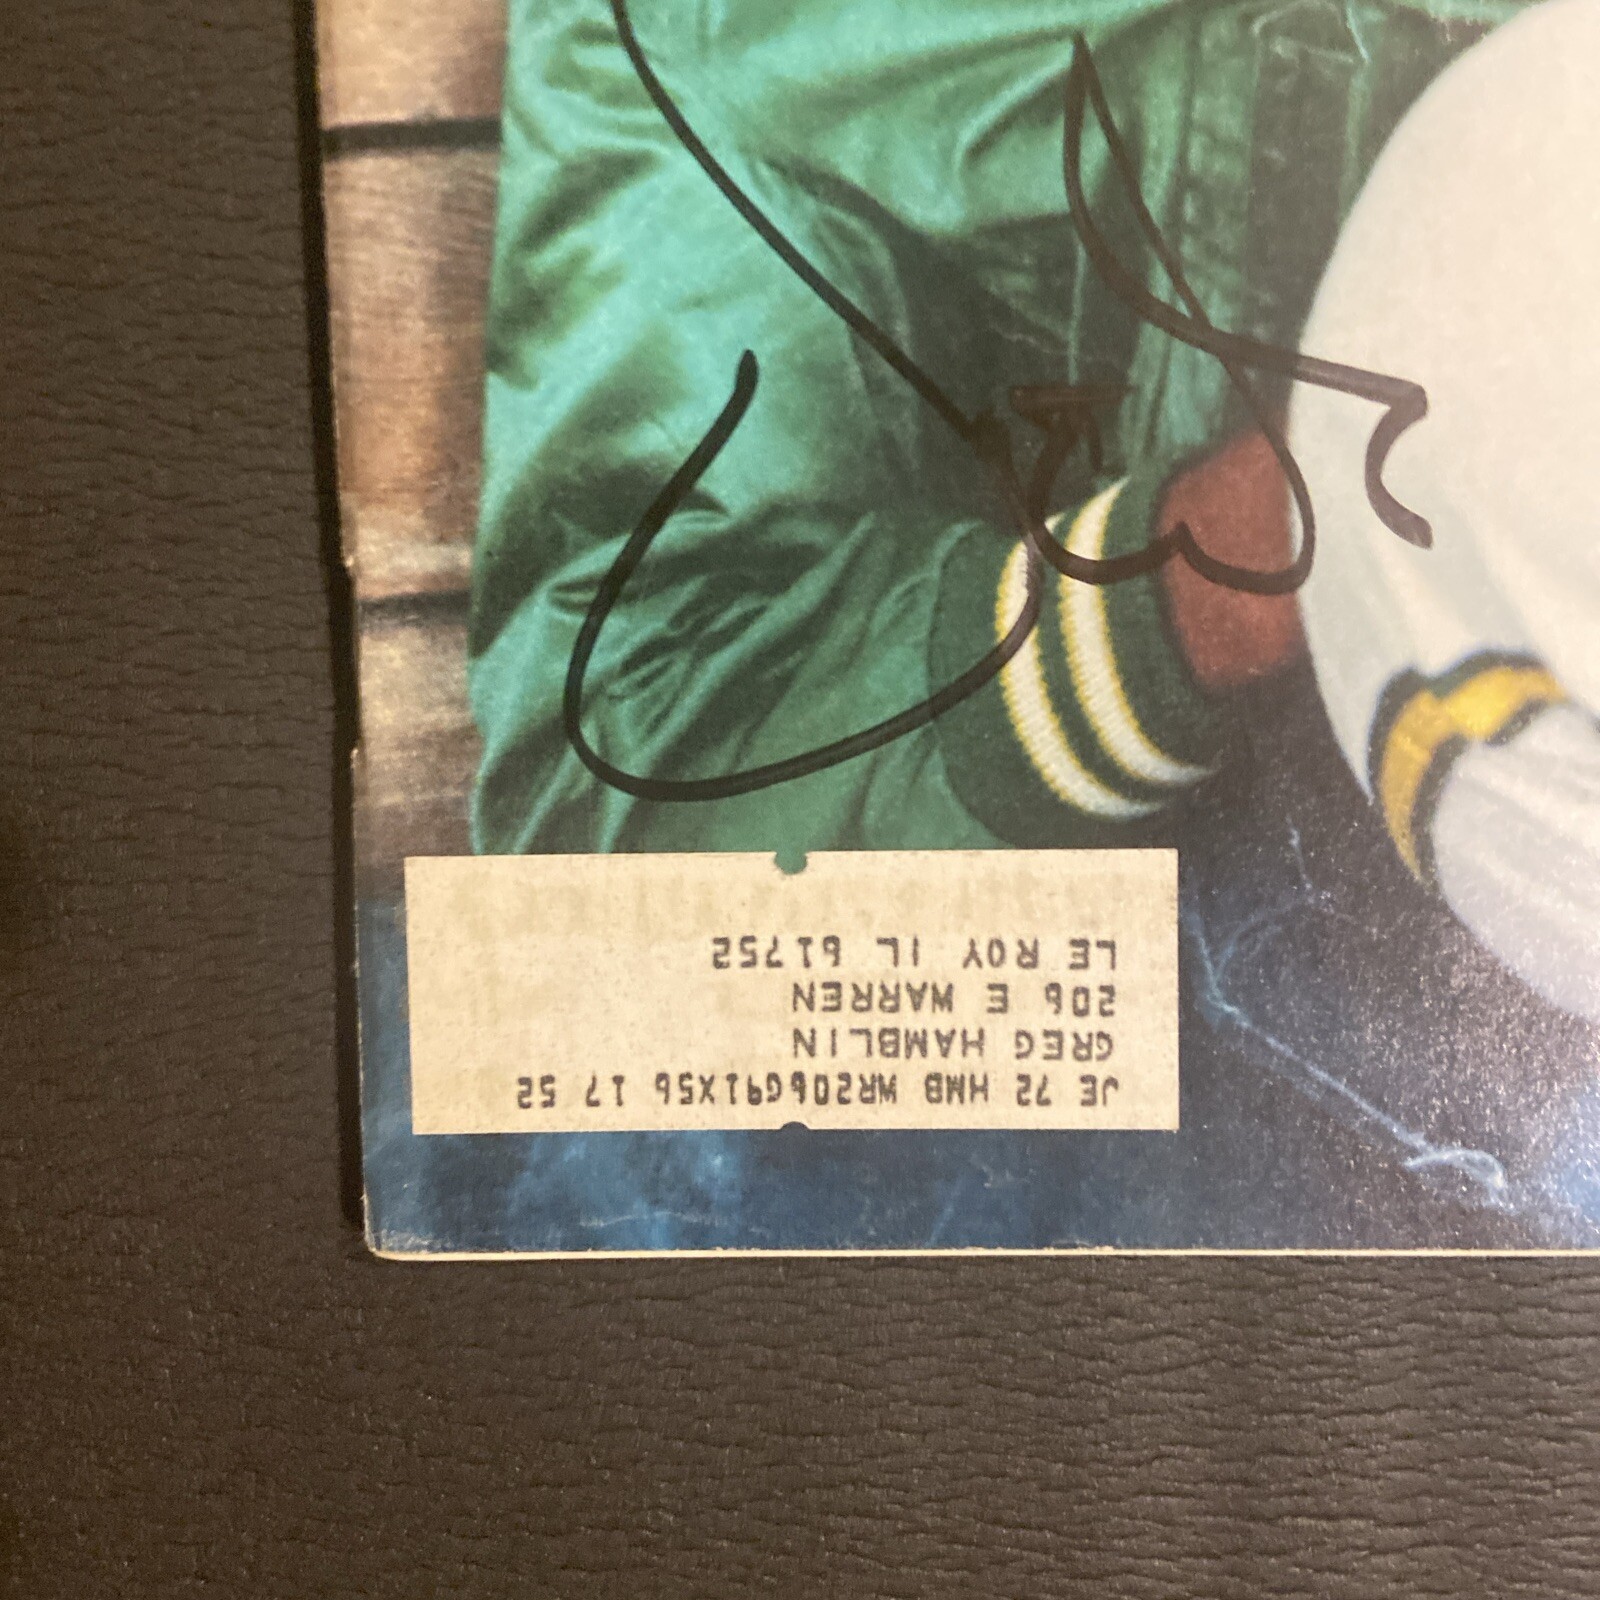 JE 72 HMB WR206G91X56 17 52
GREG HAMBLIN
206 E WARREN
LE ROY IL 61752